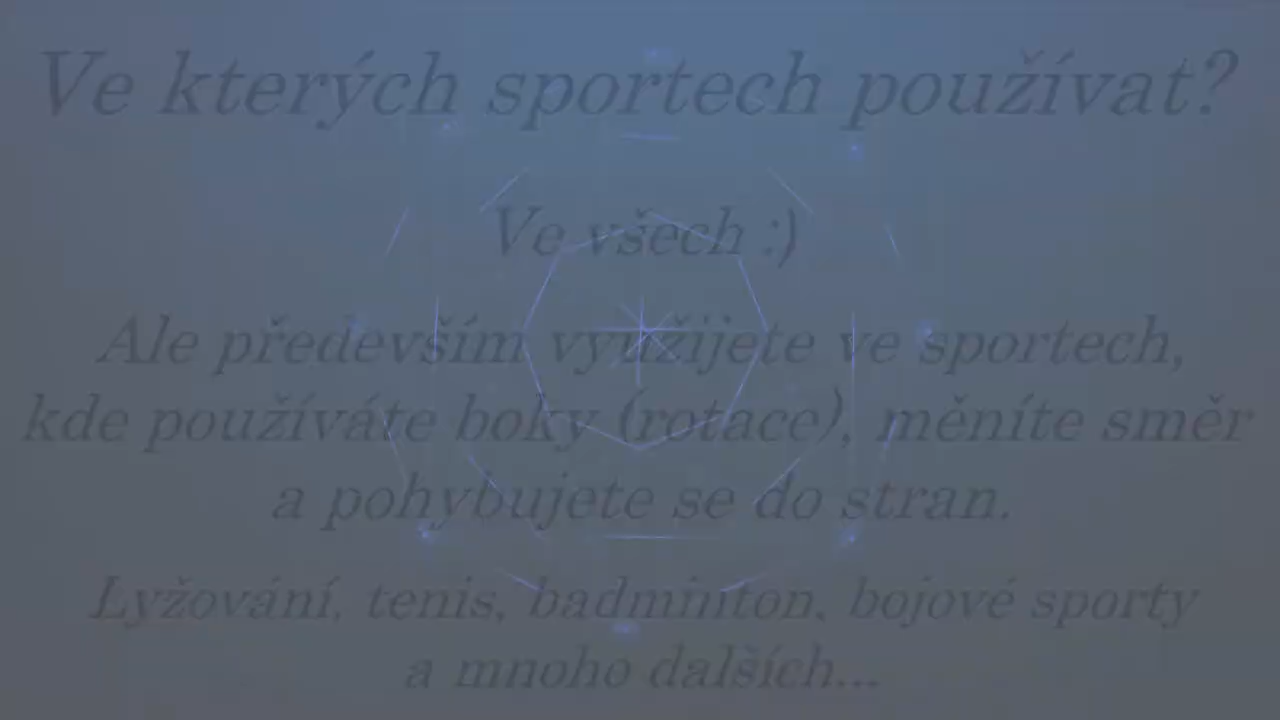 Ve kterých sportech používat?
Ve všech :)
Ale především využijete ve sportech,
kde používáte boky (rotace), měníte směr
a pohybujete se do stran.
Lyžování, tenis, badminton, bojové sporty
a mnoho dalších...